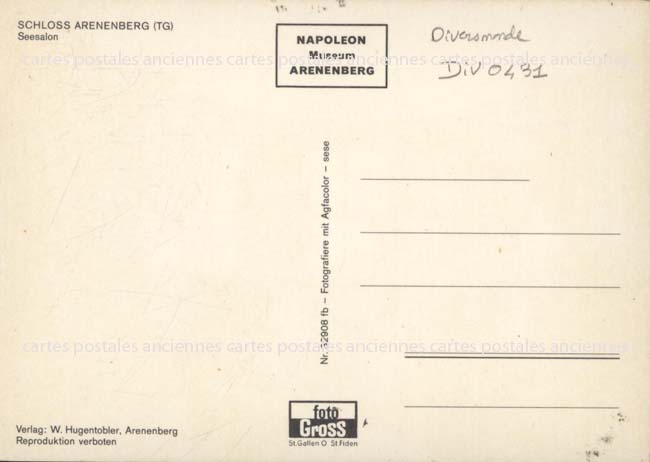 SCHLOSS ARENENBERG (TG)
Seesalon
NAPOLEON
Museum
ARENENBERG
Diversmonde
Div 0431
cartes postales anciennes cartes postales anciennes cartes postales anciennes
Nr. 32908 fb – Fotografiere mit Agfacolor – sese
cartes postales anciennes cartes postales anciennes cartes postales anciennes
Verlag: W. Hugentobler, Arenenberg
Reproduktion verboten
foto
Gross
St.Gallen O. St Fiden